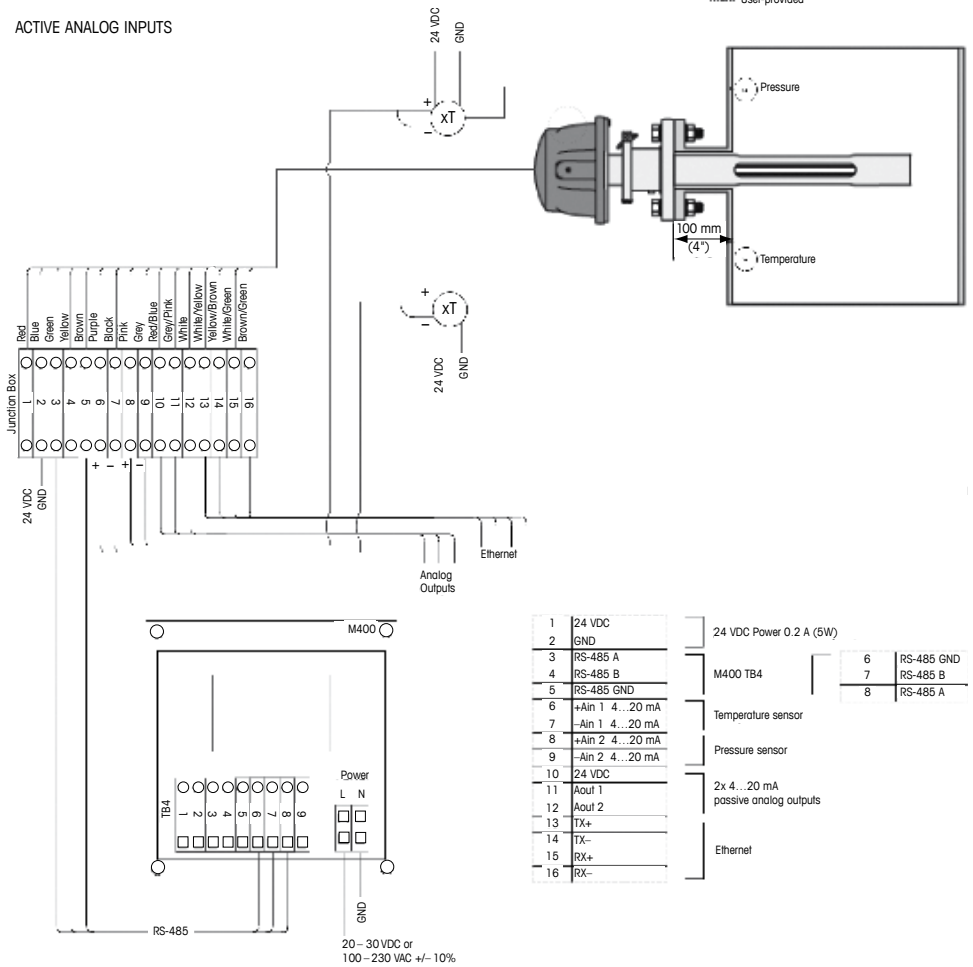 User provided
ACTIVE ANALOG INPUTS
24 VDC
GND
+
xT
–
Pressure
100 mm
(4")
Temperature
+
xT
–
24 VDC
GND
Red
Blue
Green
Yellow
Brown
Purple
Black
Pink
Grey
Red/Blue
Grey/Pink
White
White/Yellow
Yellow/Brown
White/Green
Brown/Green
Junction Box
1
2
3
4
5
6
7
8
9
10
11
12
13
14
15
16
+ – + –
24 VDC
GND
Ethernet
Analog
Outputs
M400
Power
L N
TB4
1
2
3
4
5
6
7
8
9
RS-485
GND
20 – 30 VDC or
100 – 230 VAC +/– 10%
1 24 VDC
2 GND
24 VDC Power 0.2 A (5W)
3 RS-485 A
4 RS-485 B
5 RS-485 GND
M400 TB4
6 RS-485 GND
7 RS-485 B
8 RS-485 A
6 +Ain 1 4...20 mA
7 –Ain 1 4...20 mA
Temperature sensor
8 +Ain 2 4...20 mA
9 –Ain 2 4...20 mA
Pressure sensor
10 24 VDC
11 Aout 1
12 Aout 2
2x 4...20 mA
passive analog outputs
13 TX+
14 TX–
15 RX+
16 RX–
Ethernet